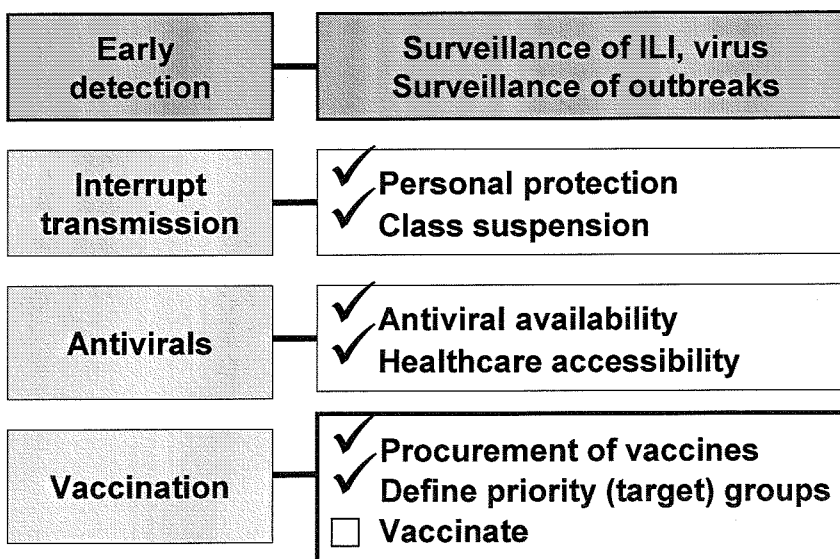 Early
detection
Surveillance of ILI, virus
Surveillance of outbreaks
Interrupt
transmission
✓ Personal protection
✓ Class suspension
Antivirals
✓ Antiviral availability
✓ Healthcare accessibility
Vaccination
✓ Procurement of vaccines
✓ Define priority (target) groups
☐ Vaccinate